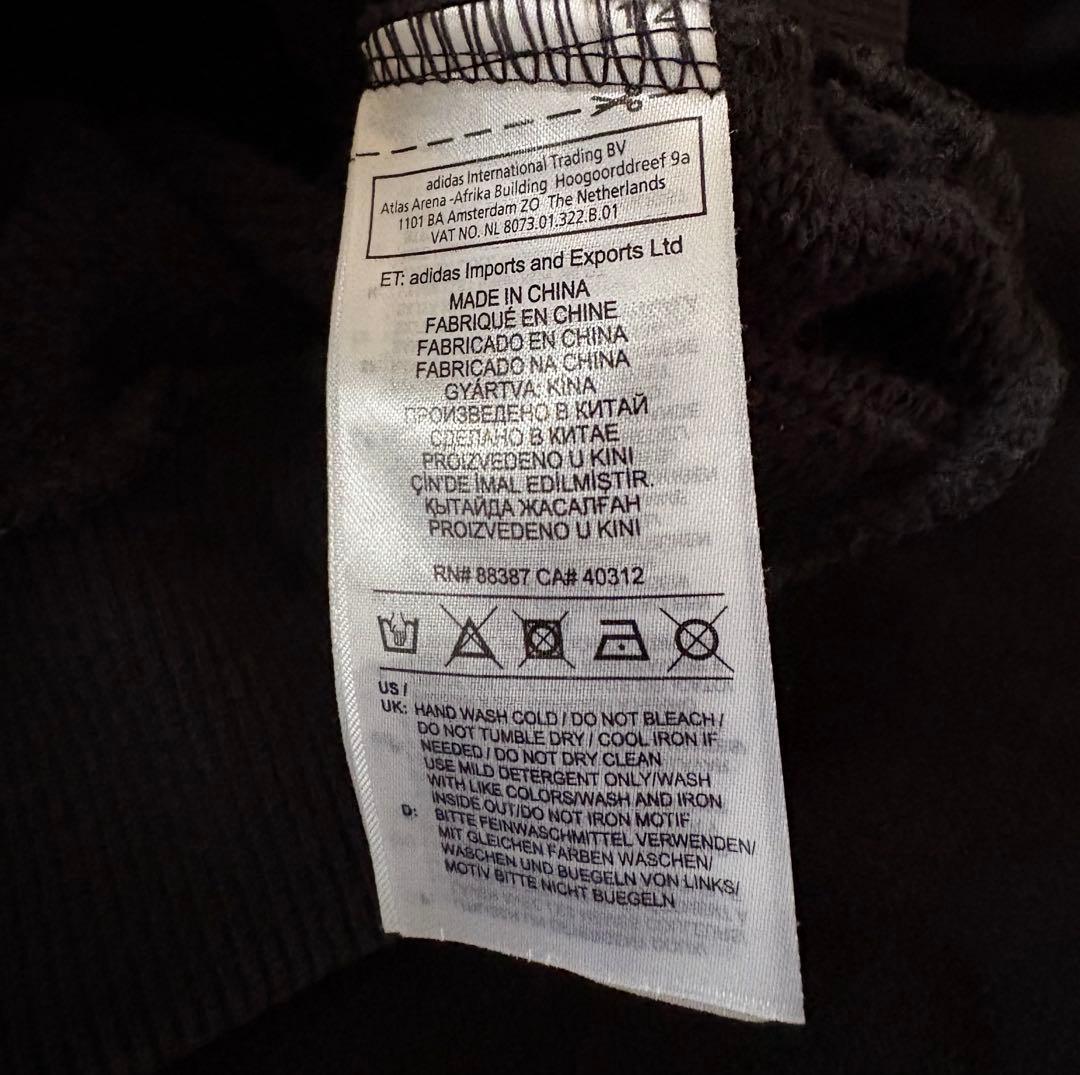 12
adidas International Trading BV
Atlas Arena -Afrika Building Hoogoorddreef 9a
1101 BA Amsterdam ZO The Netherlands
VAT NO. NL 8073.01.322.B.01
ET: adidas Imports and Exports Ltd
MADE IN CHINA
FABRIQUÉ EN CHINE
FABRICADO EN CHINA
FABRICADO NA CHINA
GYÁRTVA: KÍNA
ПРОИЗВЕДЕНО В КИТАЙ
СДЕЛАНО В КИТАЕ
PROIZVEDENO U KINI
ÇİN'DE İMAL EDİLMİŞTİR.
ҚЫТАЙДА ЖАСАЛҒАН
PROIZVEDENO U KINI
RN# 88387 CA# 40312
US /
UK: HAND WASH COLD / DO NOT BLEACH /
DO NOT TUMBLE DRY / COOL IRON IF
NEEDED / DO NOT DRY CLEAN
USE MILD DETERGENT ONLY/WASH
WITH LIKE COLORS/WASH AND IRON
INSIDE OUT/DO NOT IRON MOTIF
D: BITTE FEINWASCHMITTEL VERWENDEN/
MIT GLEICHEN FARBEN WASCHEN/
WASCHEN UND BUEGELN VON LINKS/
MOTIV BITTE NICHT BUEGELN